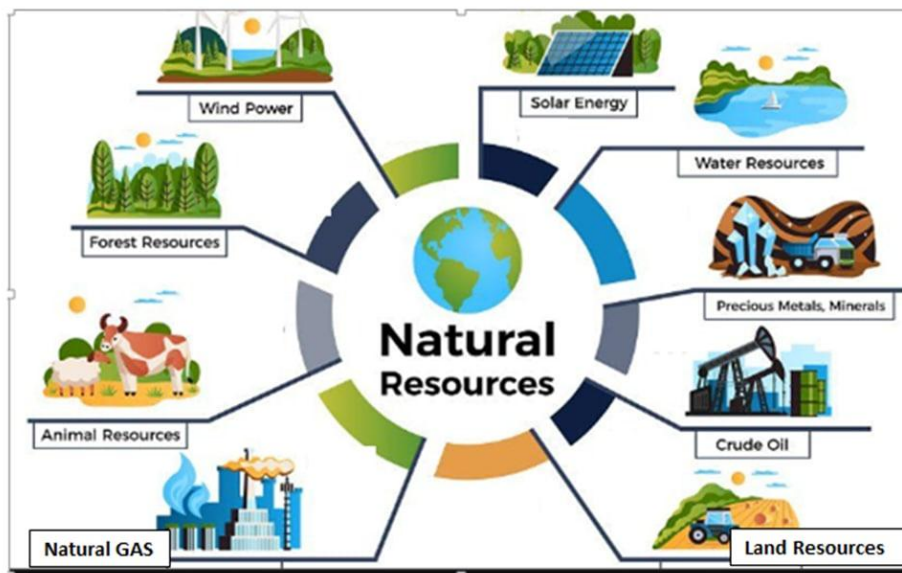 Wind Power
Solar Energy
Water Resources
Forest Resources
Precious Metals, Minerals
Natural
Resources
Animal Resources
Crude Oil
Natural GAS
Land Resources